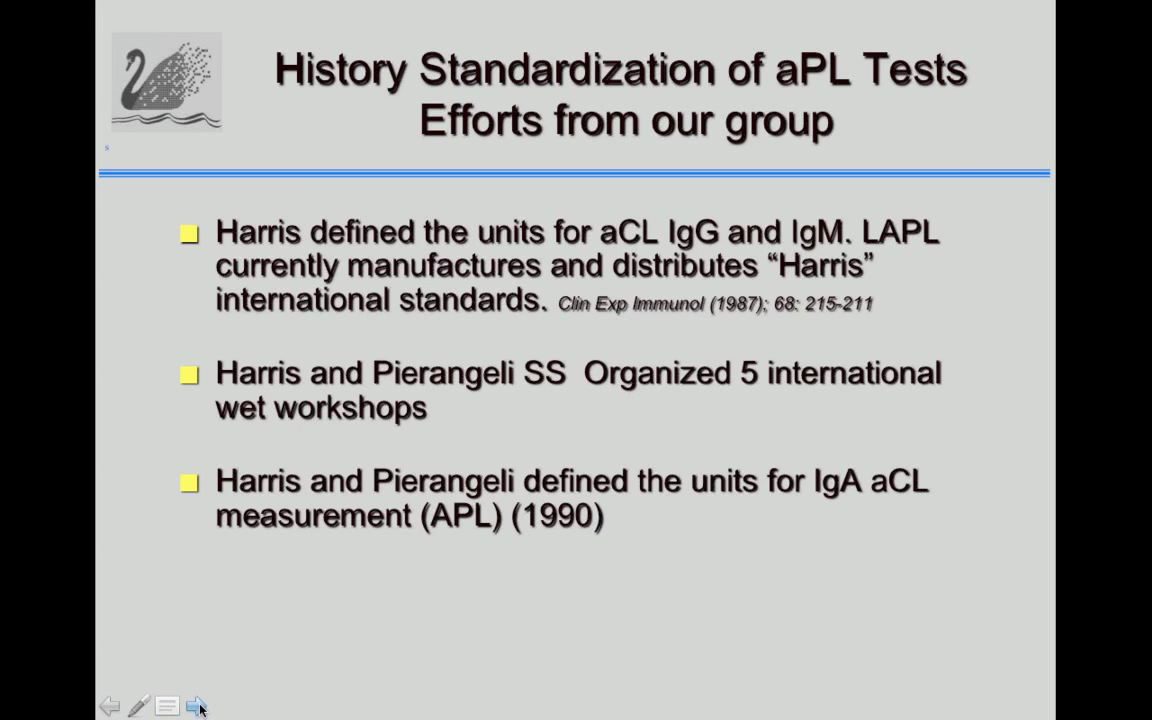 History Standardization of aPL Tests
Efforts from our group
s
Harris defined the units for aCL IgG and IgM. LAPL
currently manufactures and distributes “Harris”
international standards. Clin Exp Immunol (1987); 68: 215-211
Harris and Pierangeli SS Organized 5 international
wet workshops
Harris and Pierangeli defined the units for IgA aCL
measurement (APL) (1990)